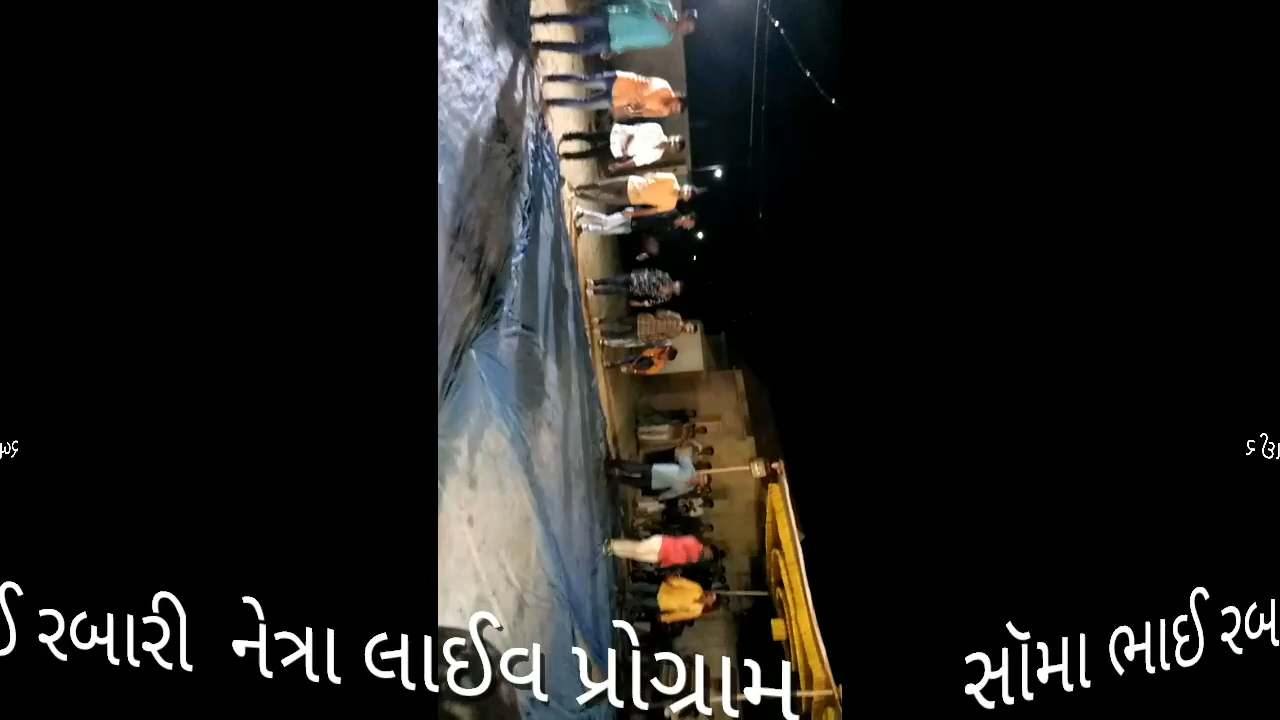 ઈ રબારી નેત્રા લાઈવ પ્રોગ્રામ સૉમા ભાઈ રબ